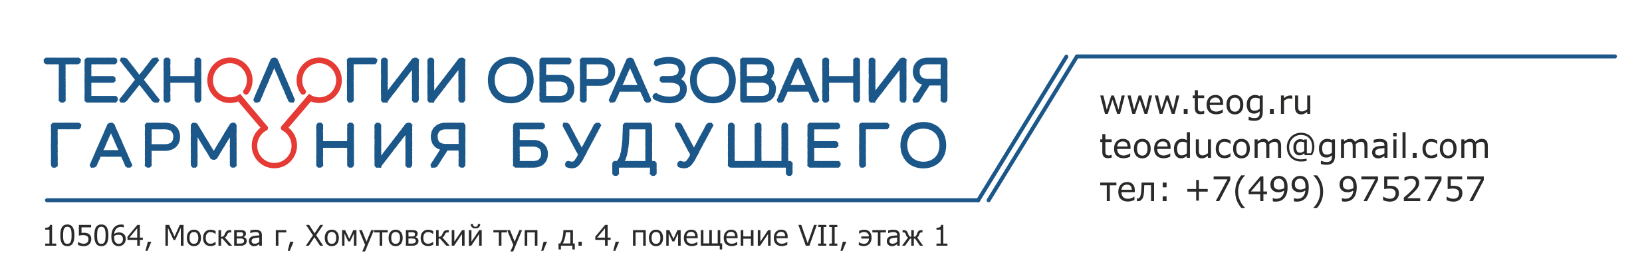 ТЕХНОЛОГИИ ОБРАЗОВАНИЯ
ГАРМОНИЯ БУДУЩЕГО
105064, Москва г, Хомутовский туп, д. 4, помещение VII, этаж 1
www.teog.ru
teoeducom@gmail.com
тел: +7(499) 9752757